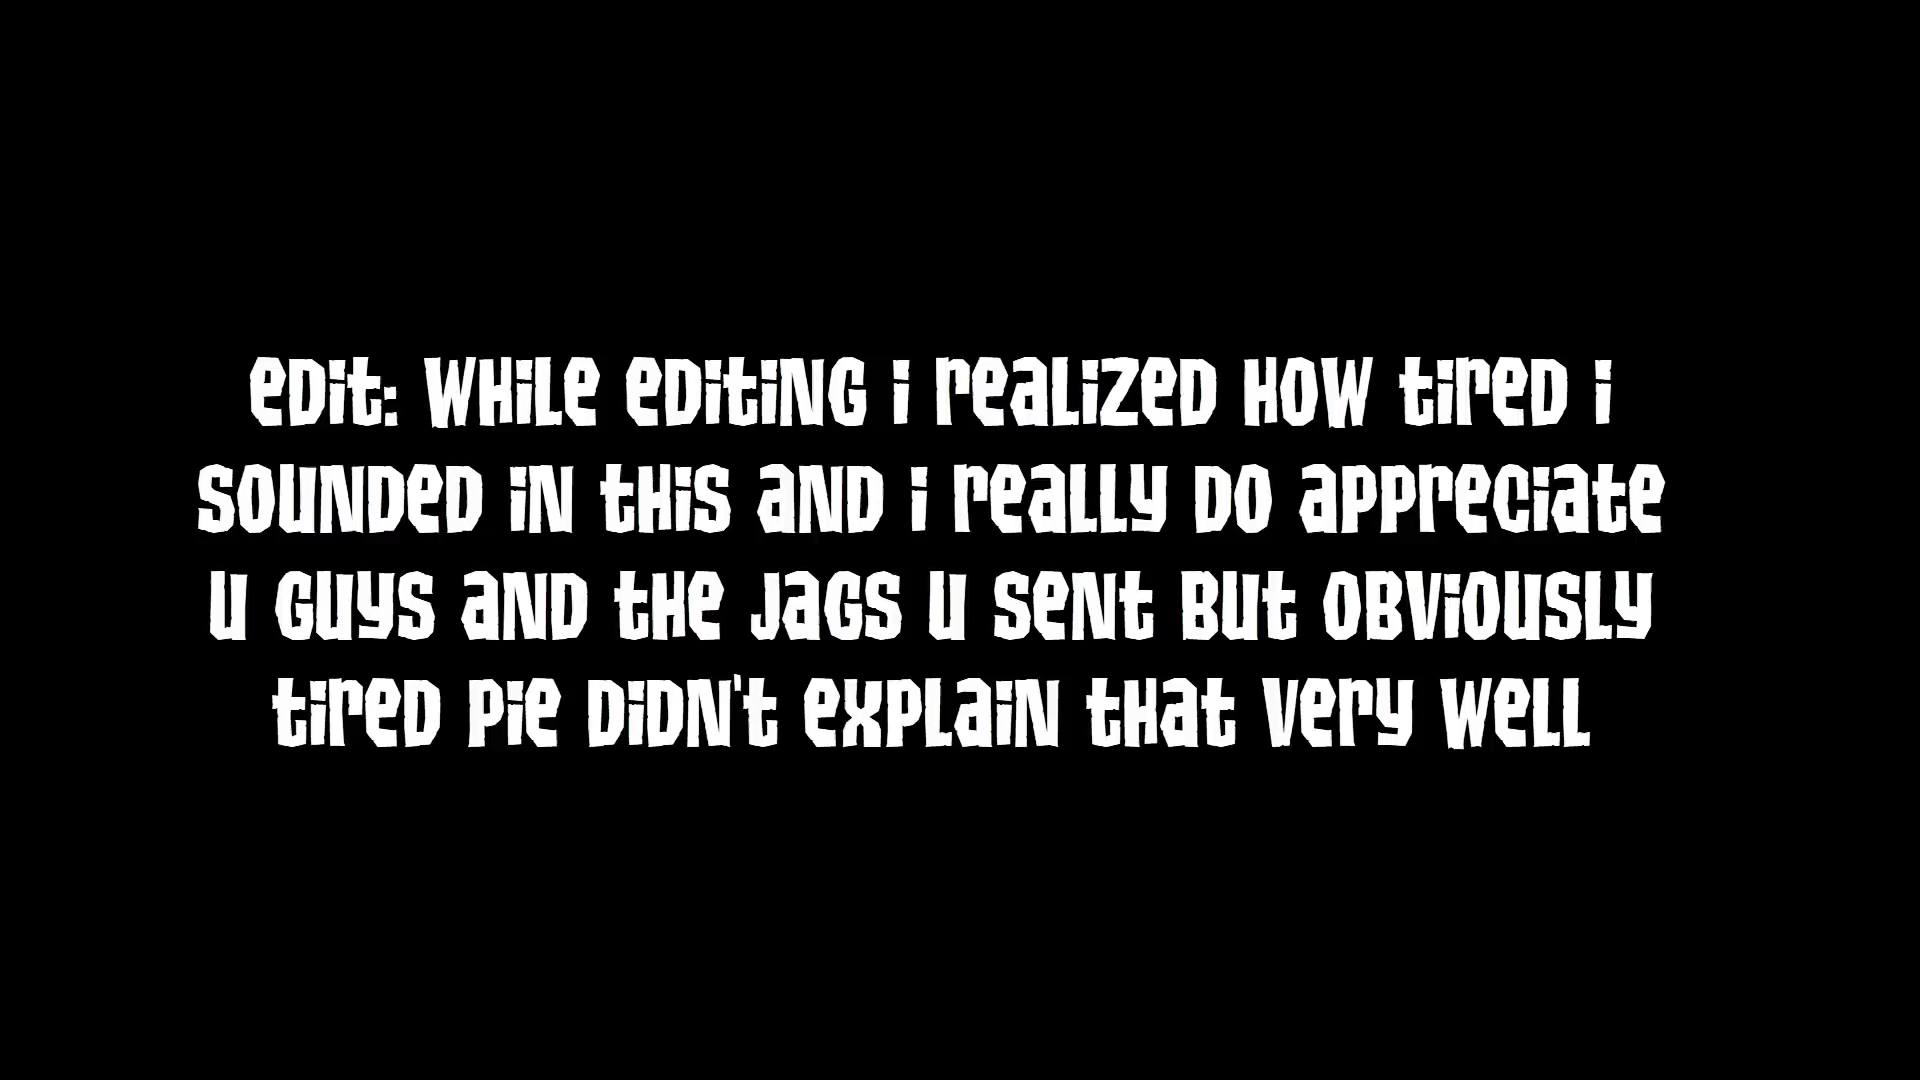 edit: while editing i realized how tired i
sounded in this and i really do appreciate
u guys and the jags u sent but obviously
tired pie didn't explain that very well